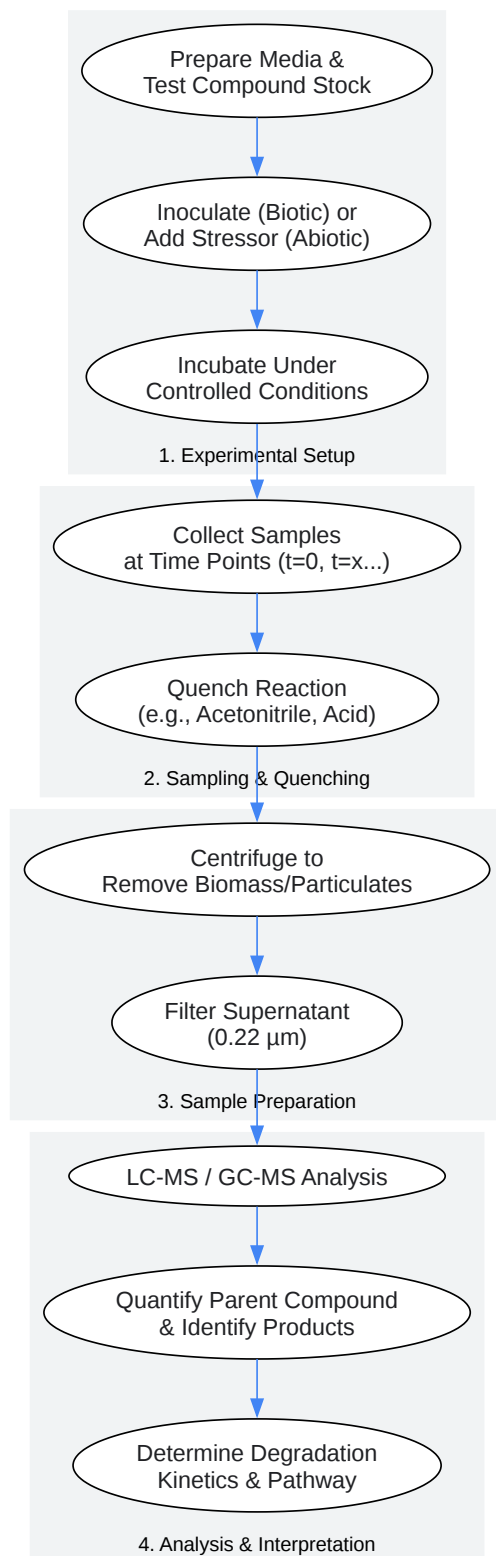 Prepare Media &
Test Compound Stock
Inoculate (Biotic) or
Add Stressor (Abiotic)
Incubate Under
Controlled Conditions
1. Experimental Setup
Collect Samples
at Time Points (t=0, t=x...)
Quench Reaction
(e.g., Acetonitrile, Acid)
2. Sampling & Quenching
Centrifuge to
Remove Biomass/Particulates
Filter Supernatant
(0.22 µm)
3. Sample Preparation
LC-MS / GC-MS Analysis
Quantify Parent Compound
& Identify Products
Determine Degradation
Kinetics & Pathway
4. Analysis & Interpretation